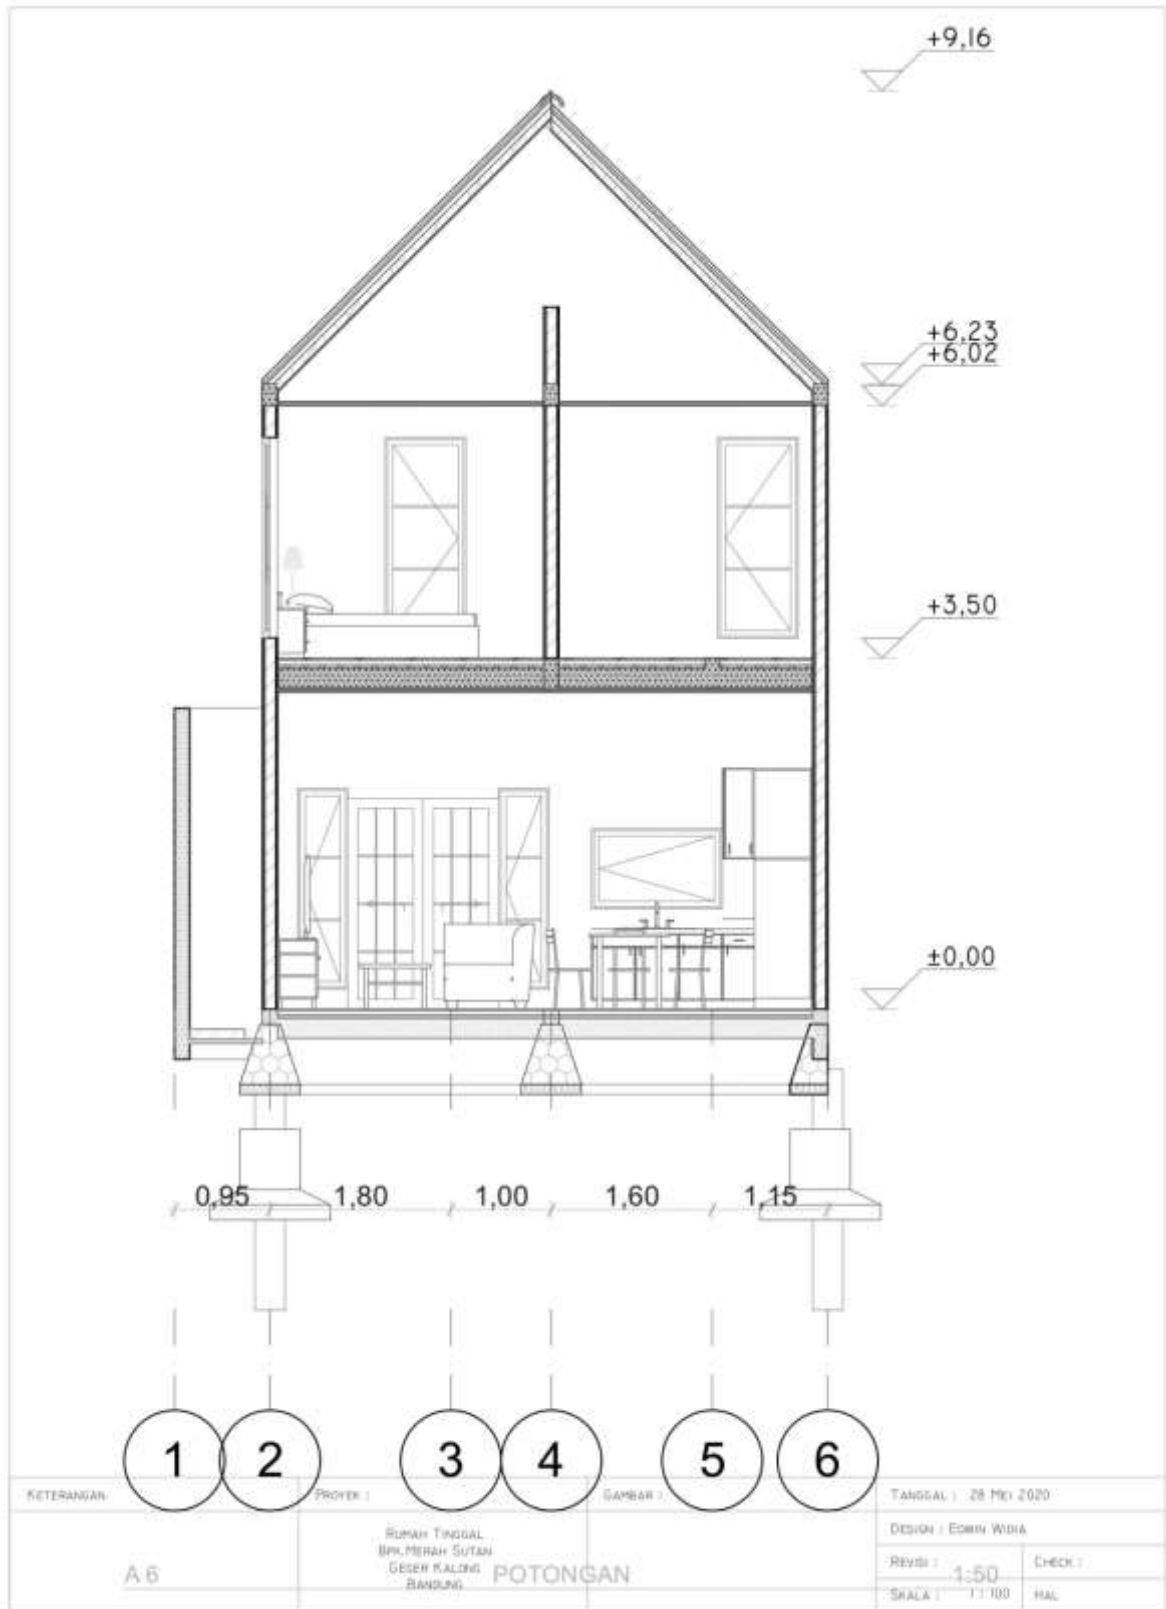 +9,16
+6,23
+6,02
+3,50
±0,00
0,95 1,80 1,00 1,60 1,15
1 2 3 4 5 6
KETERANGAN: PROYEK : GAMBAR : TANGGAL : 28 MEI 2020
DESIGN : EDWIN WIDIA
RUMAH TINGGAL
BPK.MERAH SUTAN
GEGER KALONG
BANDUNG
A 6 POTONGAN
REVISI : CHECK :
1:50
SKALA : 1 : 100 HAL